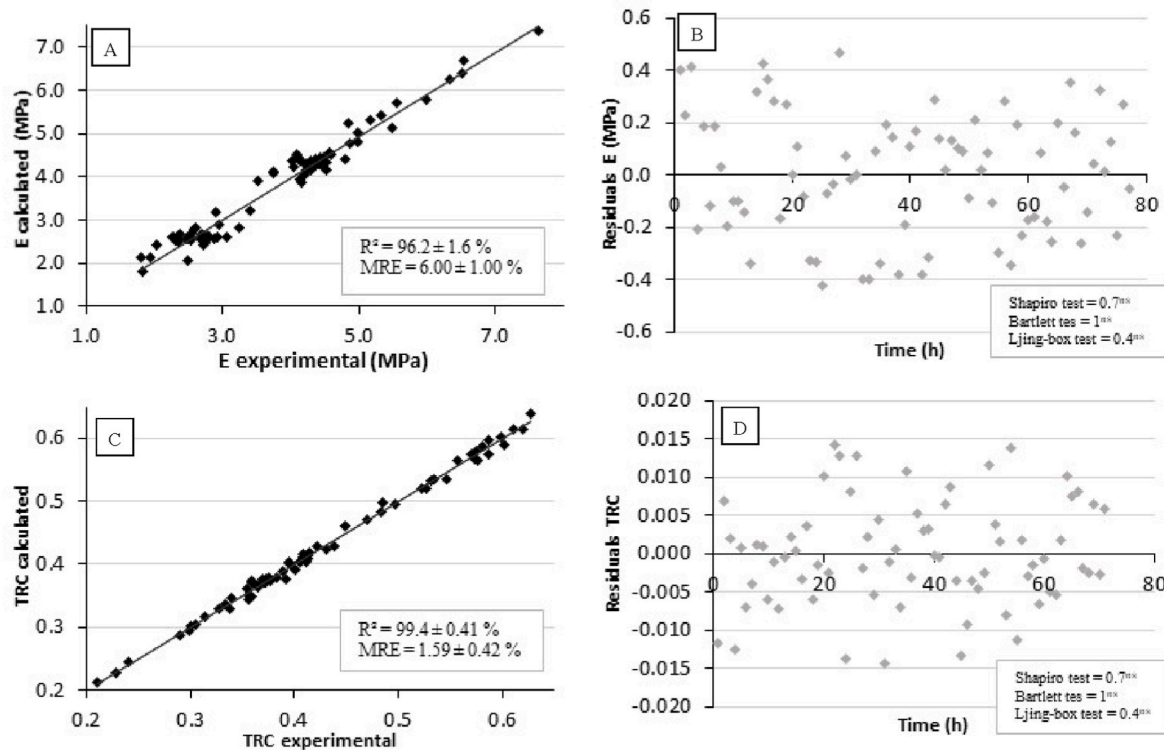 A
E calculated (MPa)
7.0
6.0
5.0
4.0
3.0
2.0
1.0
1.0 3.0 5.0 7.0
E experimental (MPa)
R² = 96.2 ± 1.6 %
MRE = 6.00 ± 1.00 %
B
Residuals E (MPa)
0.6
0.4
0.2
0.0
-0.2
-0.4
-0.6
0 20 40 60 80
Time (h)
Shapiro test = 0.7ⁿˢ
Bartlett tes = 1ⁿˢ
Ljing-box test = 0.4ⁿˢ
C
TRC calculated
0.6
0.5
0.4
0.3
0.2
0.2 0.3 0.4 0.5 0.6
TRC experimental
R² = 99.4 ± 0.41 %
MRE = 1.59 ± 0.42 %
D
Residuals TRC
0.020
0.015
0.010
0.005
0.000
-0.005
-0.010
-0.015
-0.020
0 20 40 60 80
Time (h)
Shapiro test = 0.7ⁿˢ
Bartlett tes = 1ⁿˢ
Ljing-box test = 0.4ⁿˢ